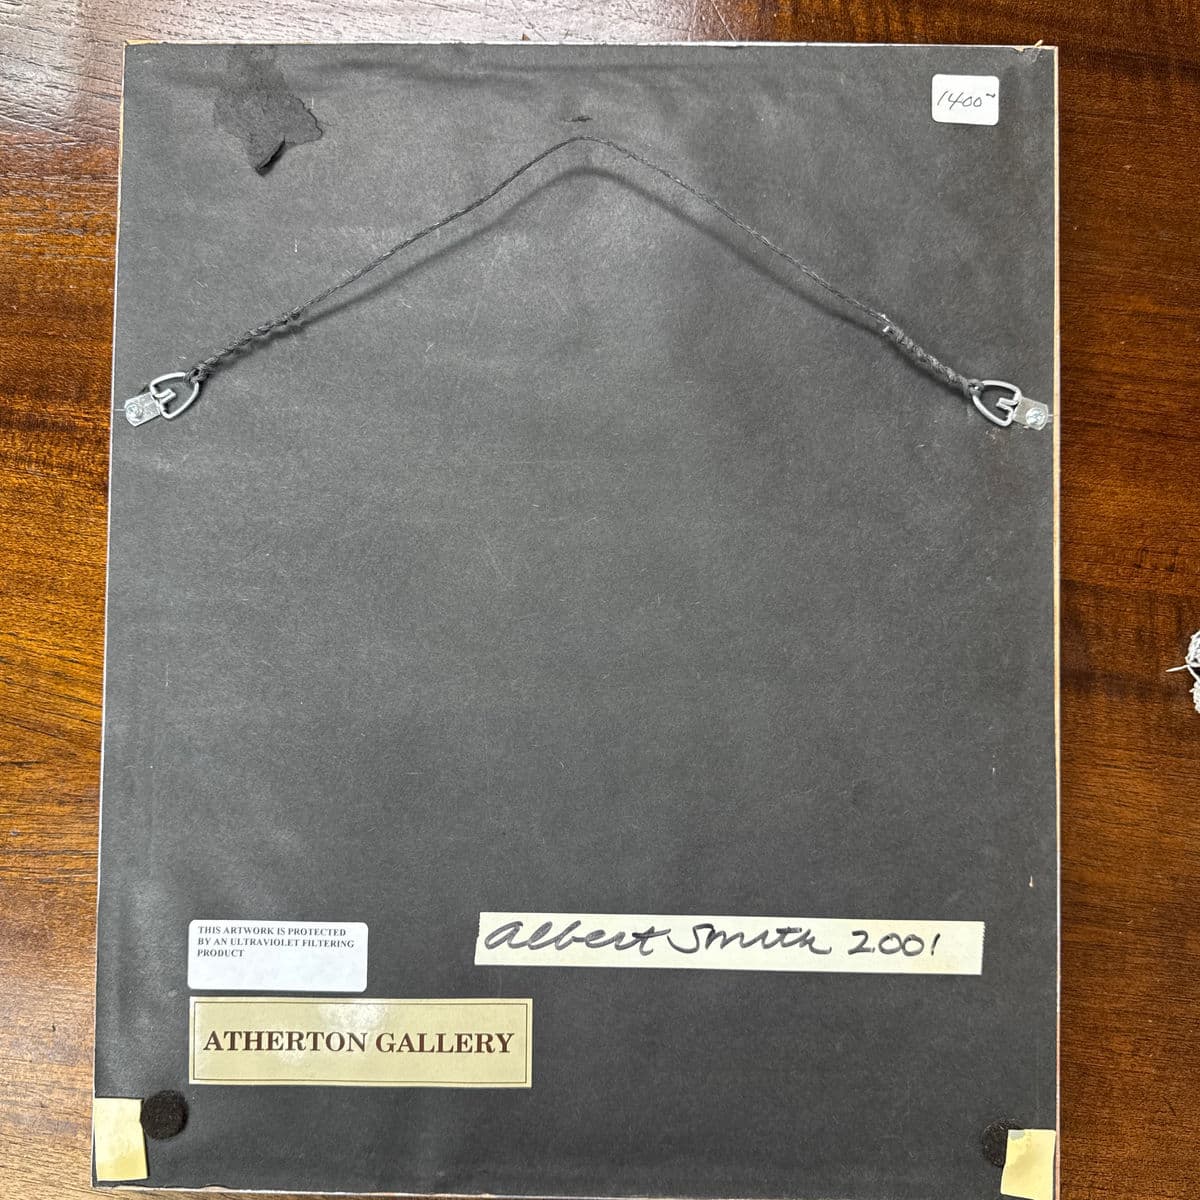 1400~
THIS ARTWORK IS PROTECTED
BY AN ULTRAVIOLET FILTERING
PRODUCT
Albert Smith 2001
ATHERTON GALLERY